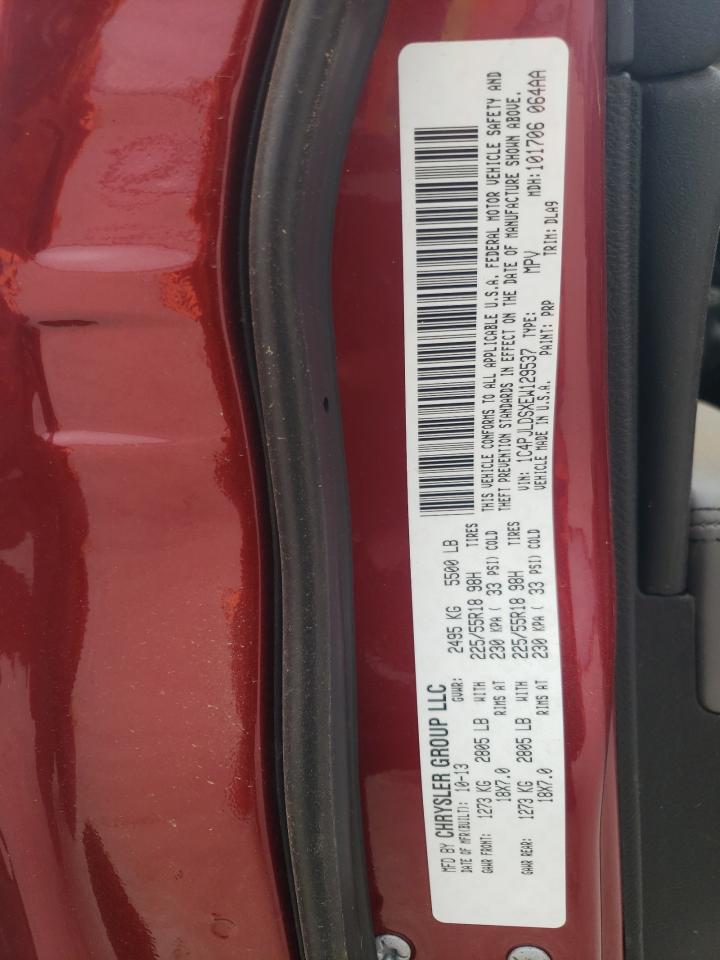 MFD BY CHRYSLER GROUP LLC
DATE OF MFR(BUILT): 10-13 GVWR: 2495 KG 5500 LB
GAWR FRONT: 1273 KG 2805 LB WITH 225/55R18 98H TIRES
18X7.0 RIMS AT 230 KPA ( 33 PSI) COLD
GAWR REAR: 1273 KG 2805 LB WITH 225/55R18 98H TIRES
18X7.0 RIMS AT 230 KPA ( 33 PSI) COLD
THIS VEHICLE CONFORMS TO ALL APPLICABLE U.S.A. FEDERAL MOTOR VEHICLE SAFETY AND
THEFT PREVENTION STANDARDS IN EFFECT ON THE DATE OF MANUFACTURE SHOWN ABOVE.
VIN: 1C4PJLDSXEW129537 TYPE: MPV MDH: 101706 064AA
VEHICLE MADE IN U.S.A. PAINT: PRP TRIM: DLA9